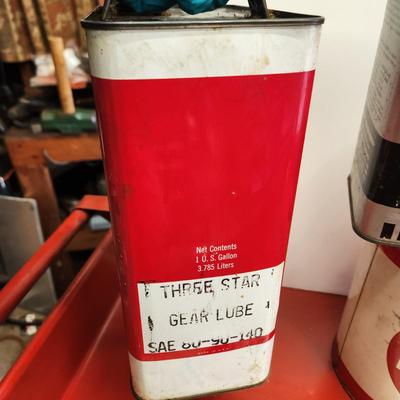 Net Contents
1 U. S. Gallon
3.785 Liters
THREE STAR
GEAR LUBE
SAE 80-90-140